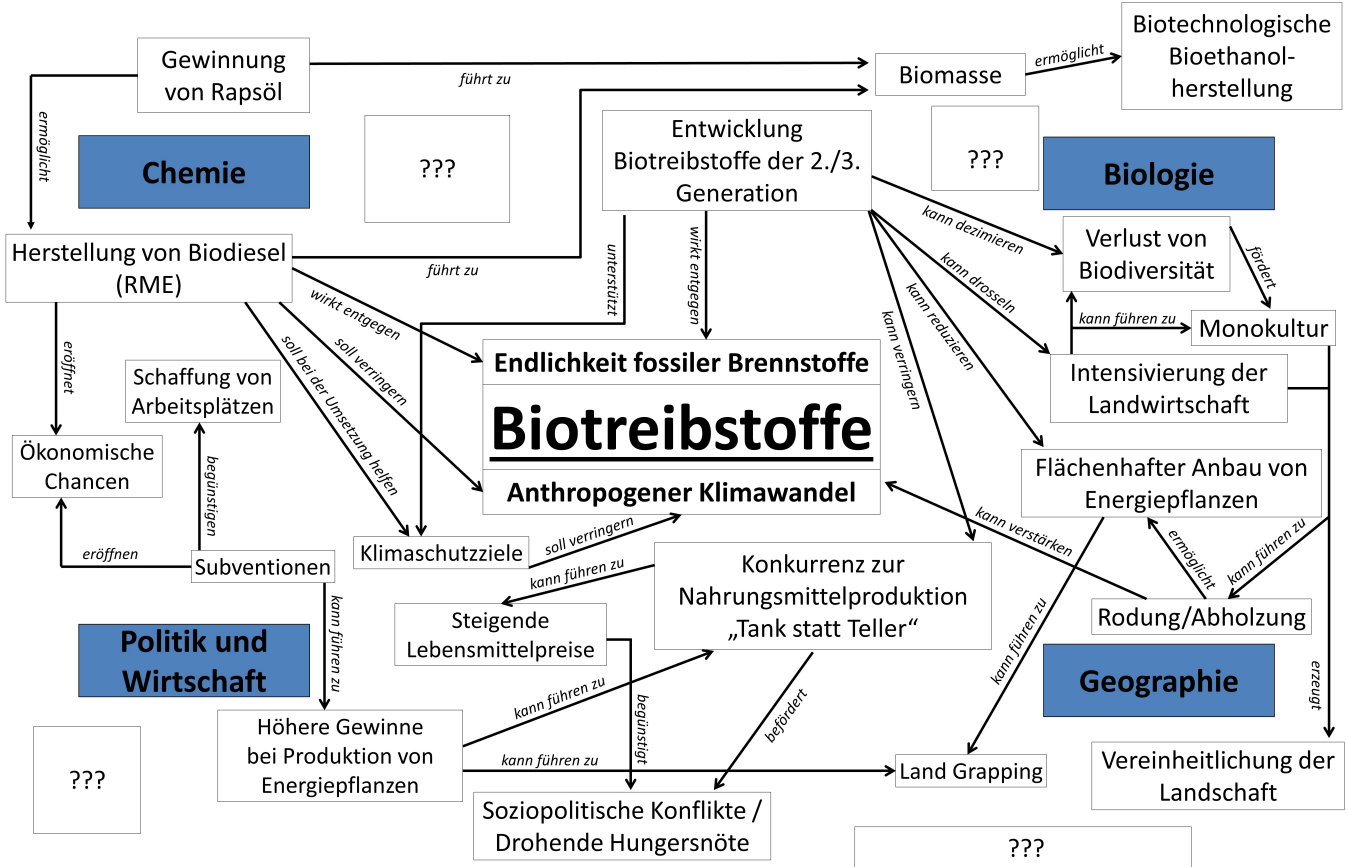 Gewinnung
von Rapsöl
führt zu
Biomasse
ermöglicht
Biotechnologische
Bioethanol-
herstellung
ermöglicht
Chemie
???
Entwicklung
Biotreibstoffe der 2./3.
Generation
???
Biologie
Herstellung von Biodiesel
(RME)
führt zu
unterstützt
wirkt entgegen
kann dezimieren
kann drosseln
kann reduzieren
kann verringern
Verlust von
Biodiversität
fördert
kann führen zu
Monokultur
wirkt entgegen
soll verringern
soll bei der Umsetzung helfen
eröffnet
Schaffung von
Arbeitsplätzen
Endlichkeit fossiler Brennstoffe
Biotreibstoffe
Anthropogener Klimawandel
Intensivierung der
Landwirtschaft
Ökonomische
Chancen
begünstigen
Flächenhafter Anbau von
Energiepflanzen
eröffnen
Subventionen
Klimaschutzziele
soll verringern
kann verstärken
ermöglicht
kann führen zu
kann führen zu
Konkurrenz zur
Nahrungsmittelproduktion
„Tank statt Teller“
Steigende
Lebensmittelpreise
Rodung/Abholzung
Politik und
Wirtschaft
kann führen zu
kann führen zu
Geographie
erzeugt
Höhere Gewinne
bei Produktion von
Energiepflanzen
kann führen zu
kann führen zu
begünstigt
befördert
Land Grapping
Vereinheitlichung der
Landschaft
???
Soziopolitische Konflikte /
Drohende Hungersnöte
???